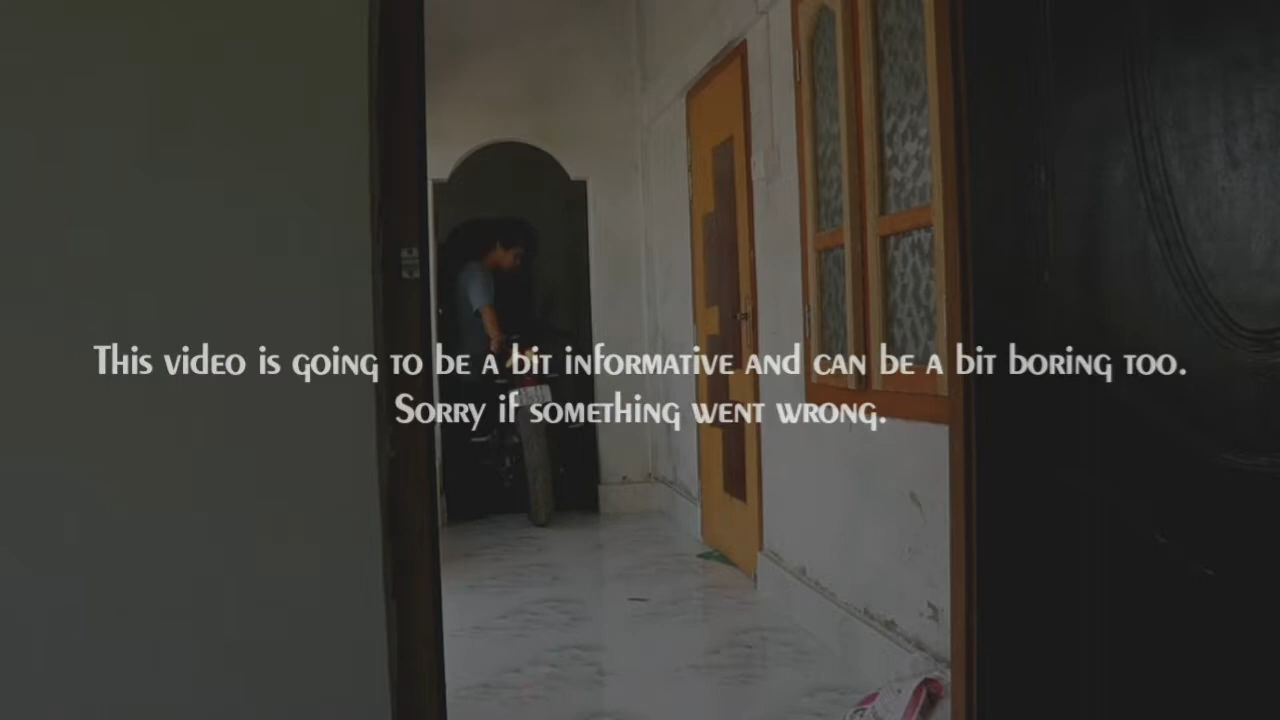 This video is going to be a bit informative and can be a bit boring too.
Sorry if something went wrong.